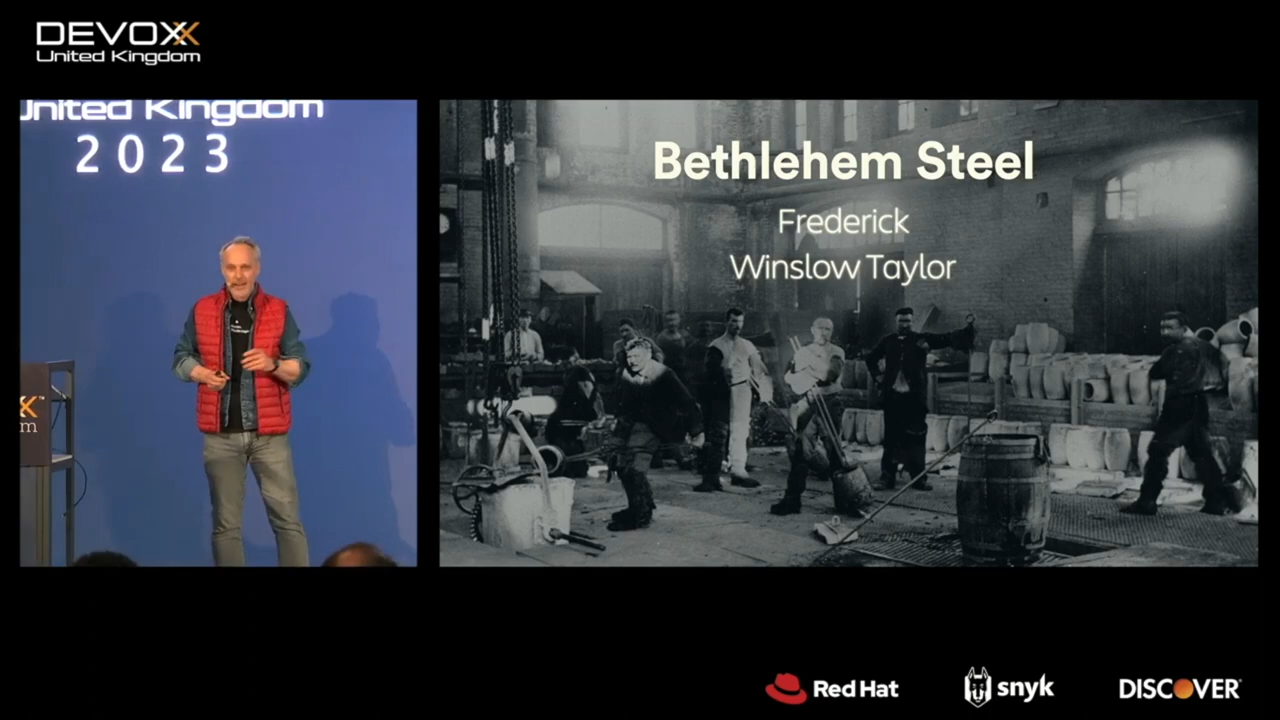 DEVOXX
United Kingdom
United Kingdom
2023
Bethlehem Steel
Frederick
Winslow Taylor
Red Hat
snyk
DISCOVER